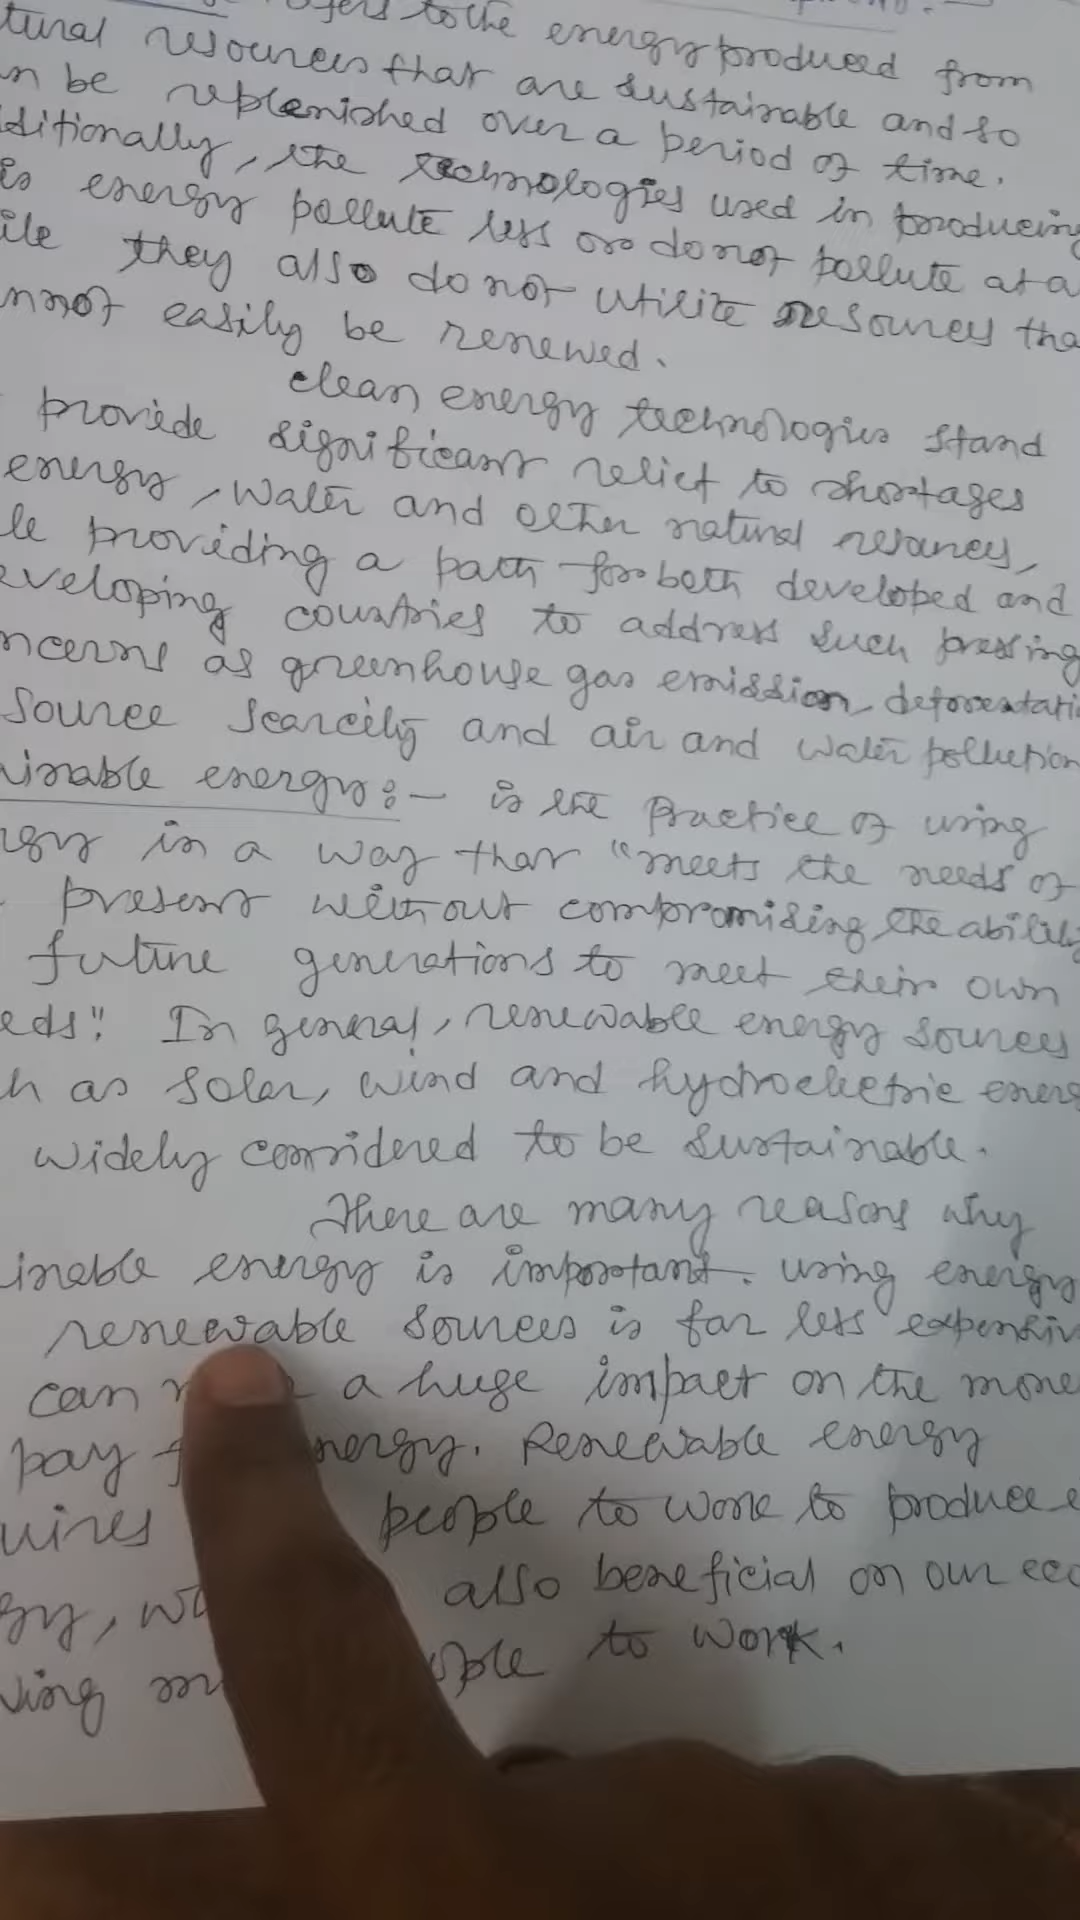 to the energy produced from
tural resources that are sustainable and so
n be replenished over a period of time.
ditionally, the technologies used in producing
is energy pollute less or do not pollute at a
ile they also do not utilize resources tha
nnot easily be renewed.
clean energy technologies stand
provide significant relief to shortages
energy, water and other natural resources,
le providing a path for both developed and
eveloping countries to address such pressing
ncerns as greenhouse gas emission, deforestati
source scarcity and air and water pollution
inable energy:- is the Practice of using
rgy in a way that "meets the needs of
present without compromising the ability
future generations to meet their own
eds". In general, renewable energy sources
h as solar, wind and hydroelectric energ
widely considered to be sustainable.
There are many reasons why
inable energy is important. using energy
renewable sources is far less expensiv
can a huge impact on the mone
pay nergy. Renewable energy
uires people to work to produce e
gy, also beneficial on our eco
ving ople to work.